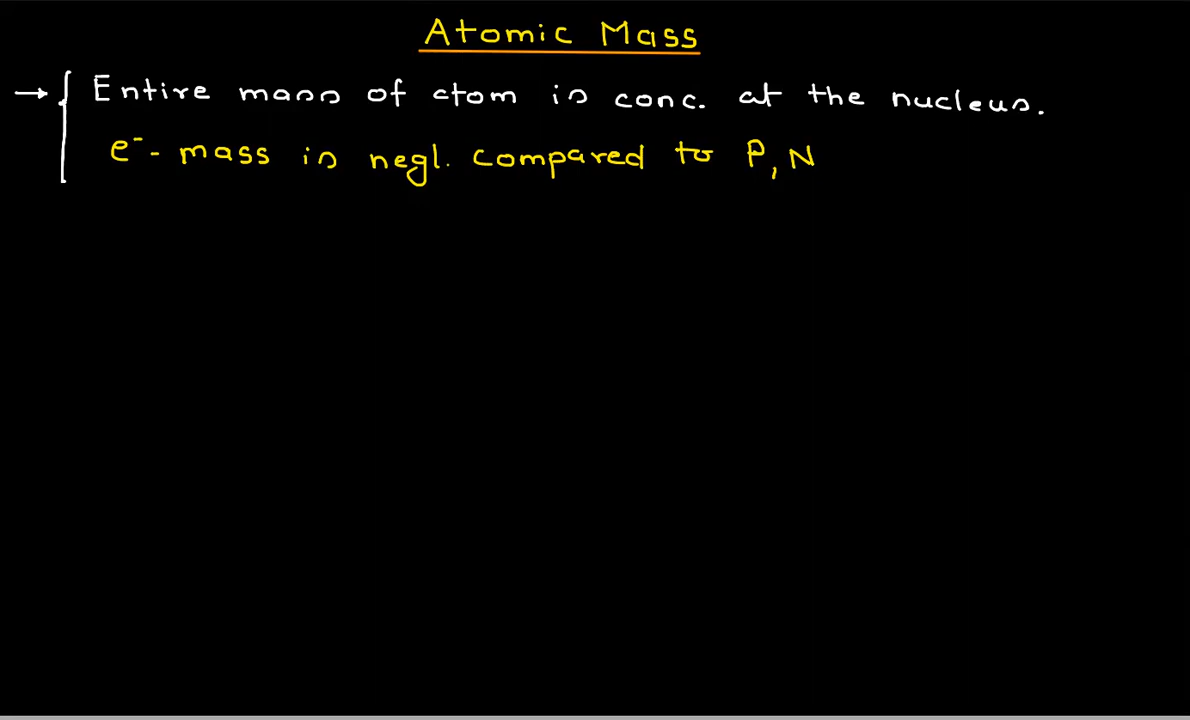 Atomic Mass
→ { Entire mass of atom is conc. at the nucleus.
e⁻ - mass is negl. compared to P, N